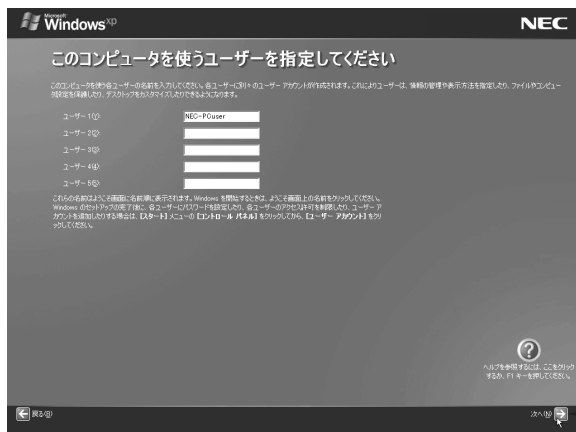 Microsoft
Windows xp
NEC
このコンピュータを使うユーザーを指定してください
このコンピュータを使う各ユーザーの名前を入力してください。各ユーザーに別々のユーザー アカウントが作成されます。これによりユーザーは、情報の管理や表示方法を指定したり、ファイルやコンピュー
タ設定を保護したり、デスクトップをカスタマイズしたりできるようになります。
ユーザー 1(Y):
NEC-PCuser
ユーザー 2(2):
ユーザー 3(3):
ユーザー 4(4):
ユーザー 5(5):
これらの名前はようこそ画面に名前順に表示されます。Windows を開始するときは、ようこそ画面上の名前をクリックしてください。
Windows のセットアップの完了後に、各ユーザーにパスワードを設定したり、各ユーザーのアクセス許可を制限したり、ユーザー ア
カウントを追加したりする場合は、[スタート] メニューの [コントロール パネル] をクリックしてから、[ユーザー アカウント] をクリ
ックしてください。
ヘルプを参照するには、ここをクリック
するか、F1 キーを押してください。
戻る(B)
次へ(N)